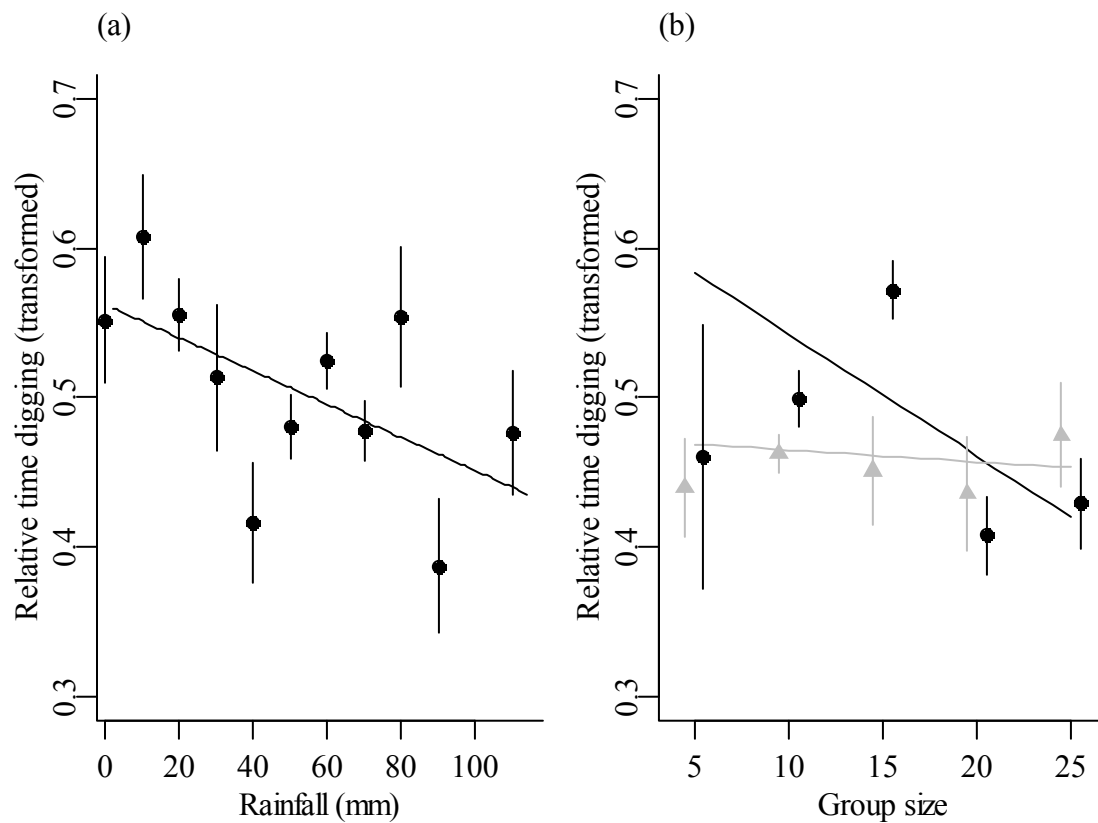 (a)
Relative time digging (transformed)
0.7
0.6
0.5
0.4
0.3
0 20 40 60 80 100
Rainfall (mm)
(b)
Relative time digging (transformed)
0.7
0.6
0.5
0.4
0.3
5 10 15 20 25
Group size